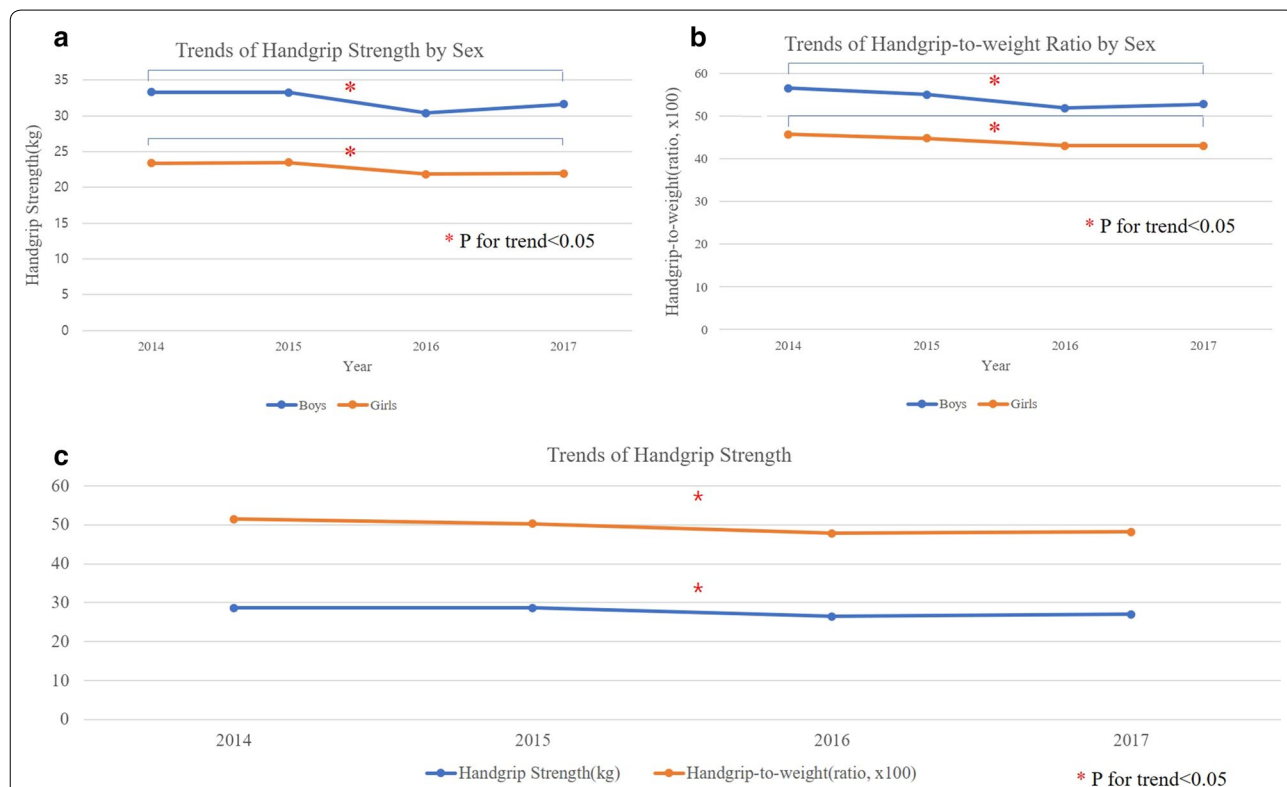 a
Trends of Handgrip Strength by Sex
Handgrip Strength(kg)
35
30
25
20
15
10
5
0
*
*
* P for trend<0.05
2014 2015 2016 2017
Year
Boys Girls
b
Trends of Handgrip-to-weight Ratio by Sex
Handgrip-to-weight(ratio, x100)
60
50
40
30
20
10
0
*
*
* P for trend<0.05
2014 2015 2016 2017
Year
Boys Girls
c
Trends of Handgrip Strength
60
50
40
30
20
10
0
*
*
2014 2015 2016 2017
Handgrip Strength(kg) Handgrip-to-weight(ratio, x100)
* P for trend<0.05